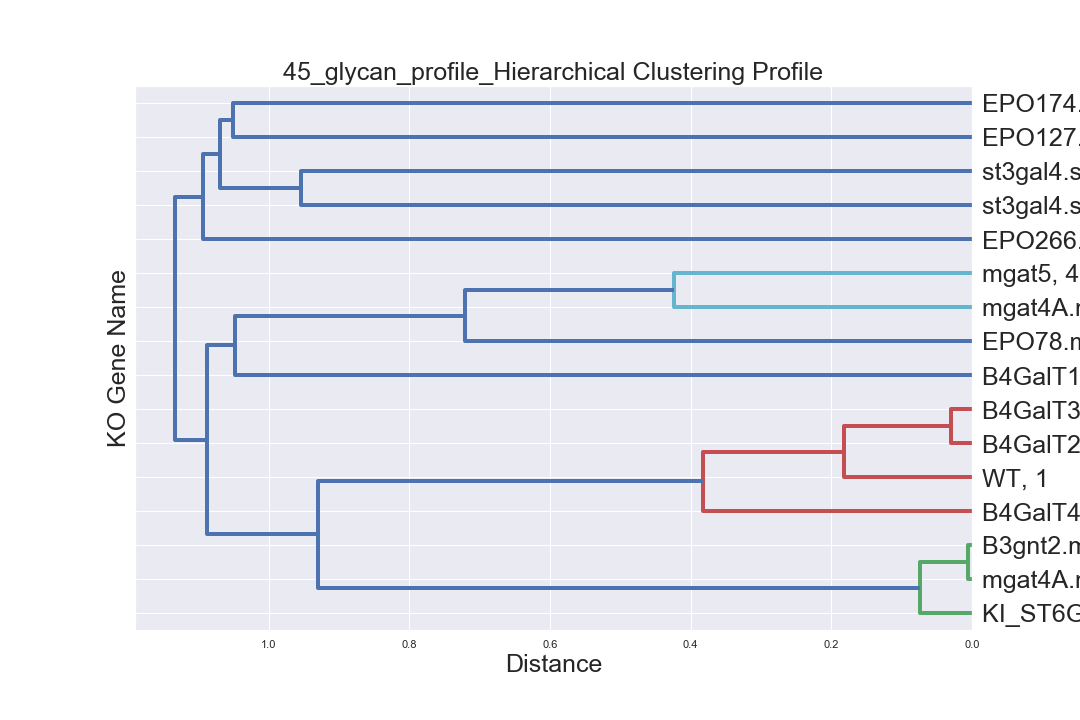 45_glycan_profile_Hierarchical Clustering Profile
EPO174.
EPO127.
st3gal4.s
st3gal4.s
EPO266.
mgat5, 4
mgat4A.
EPO78.m
B4GalT1
B4GalT3
B4GalT2
WT, 1
B4GalT4
B3gnt2.m
mgat4A.
KI_ST6G
KO Gene Name
1.0 0.8 0.6 0.4 0.2 0.0
Distance